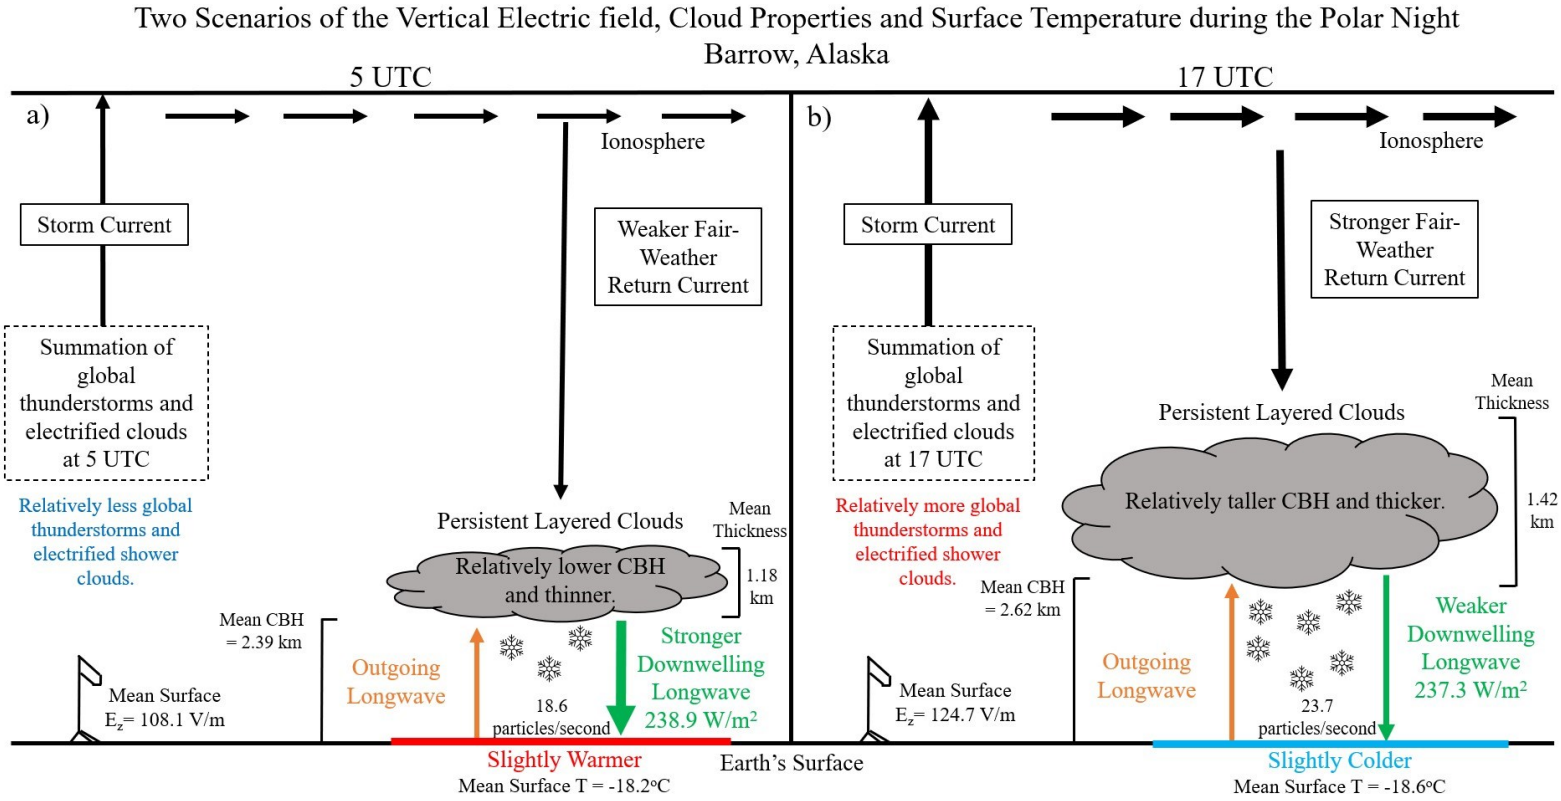 Two Scenarios of the Vertical Electric field, Cloud Properties and Surface Temperature during the Polar Night
Barrow, Alaska
5 UTC
a)
Ionosphere
Storm Current
Weaker Fair-
Weather
Return Current
Summation of
global
thunderstorms and
electrified clouds
at 5 UTC
Relatively less global
thunderstorms and
electrified shower
clouds.
Persistent Layered Clouds
Mean
Thickness
Relatively lower CBH
and thinner.
1.18
km
Mean CBH
= 2.39 km
Outgoing
Longwave
Stronger
Downwelling
Longwave
238.9 W/m²
18.6
particles/second
Mean Surface
E_z= 108.1 V/m
Slightly Warmer
Mean Surface T = -18.2ᵒC
Earth's Surface
17 UTC
b)
Ionosphere
Storm Current
Stronger Fair-
Weather
Return Current
Summation of
global
thunderstorms and
electrified clouds
at 17 UTC
Relatively more global
thunderstorms and
electrified shower
clouds.
Persistent Layered Clouds
Mean
Thickness
Relatively taller CBH and thicker.
1.42
km
Mean CBH
= 2.62 km
Outgoing
Longwave
Weaker
Downwelling
Longwave
237.3 W/m²
23.7
particles/second
Mean Surface
E_z= 124.7 V/m
Slightly Colder
Mean Surface T = -18.6ᵒC